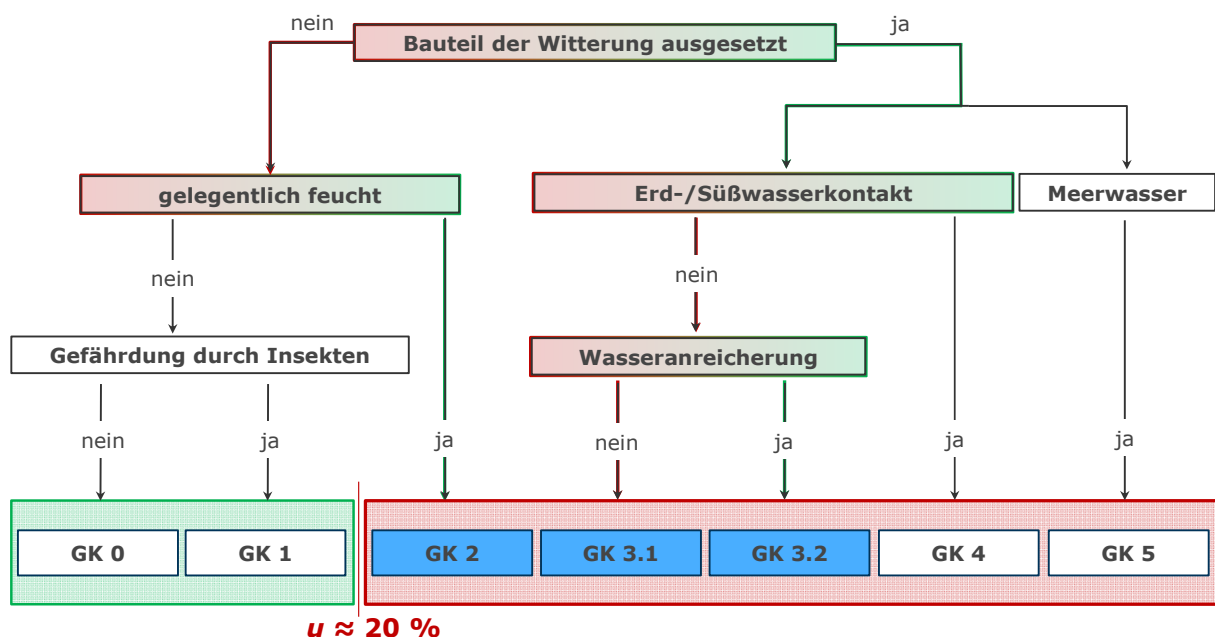 nein
Bauteil der Witterung ausgesetzt
ja
gelegentlich feucht
Erd-/Süßwasserkontakt
Meerwasser
nein
nein
Gefährdung durch Insekten
Wasseranreicherung
nein
ja
ja
nein
ja
ja
ja
GK 0
GK 1
GK 2
GK 3.1
GK 3.2
GK 4
GK 5
u ≈ 20 %